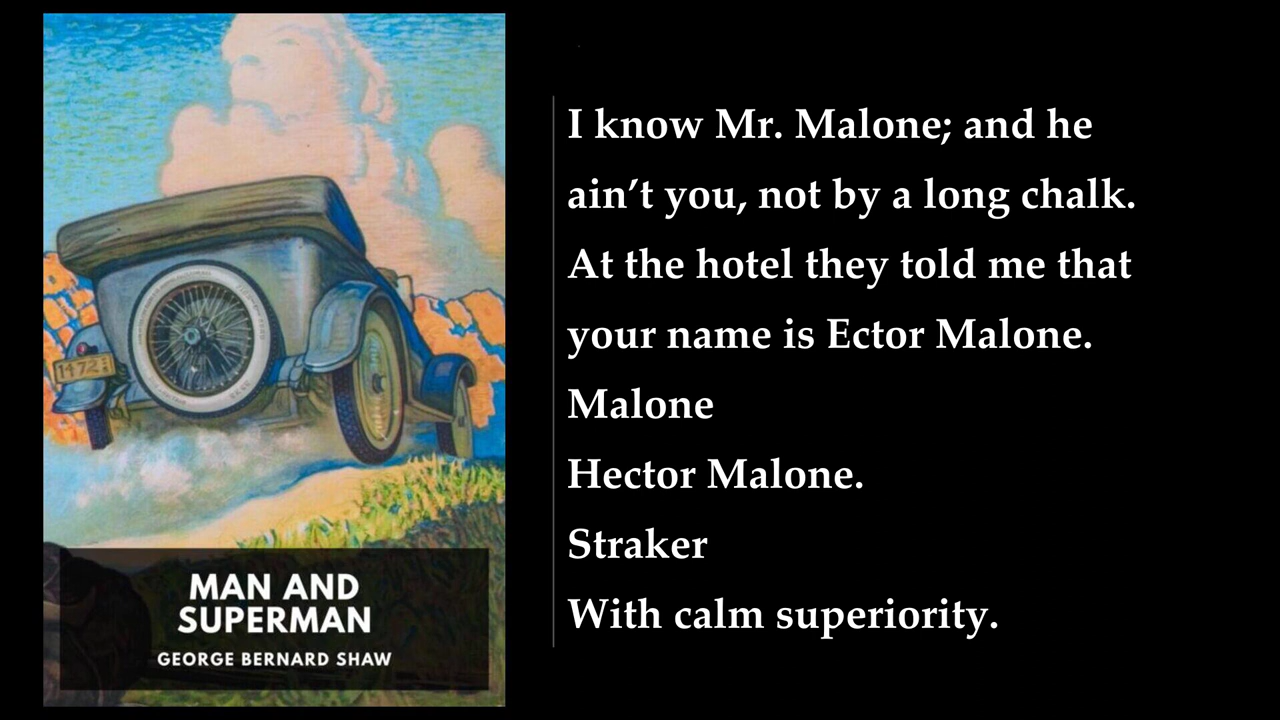 I know Mr. Malone; and he
ain’t you, not by a long chalk.
At the hotel they told me that
your name is Ector Malone.
Malone
Hector Malone.
Straker
With calm superiority.
1472
MAN AND
SUPERMAN
GEORGE BERNARD SHAW